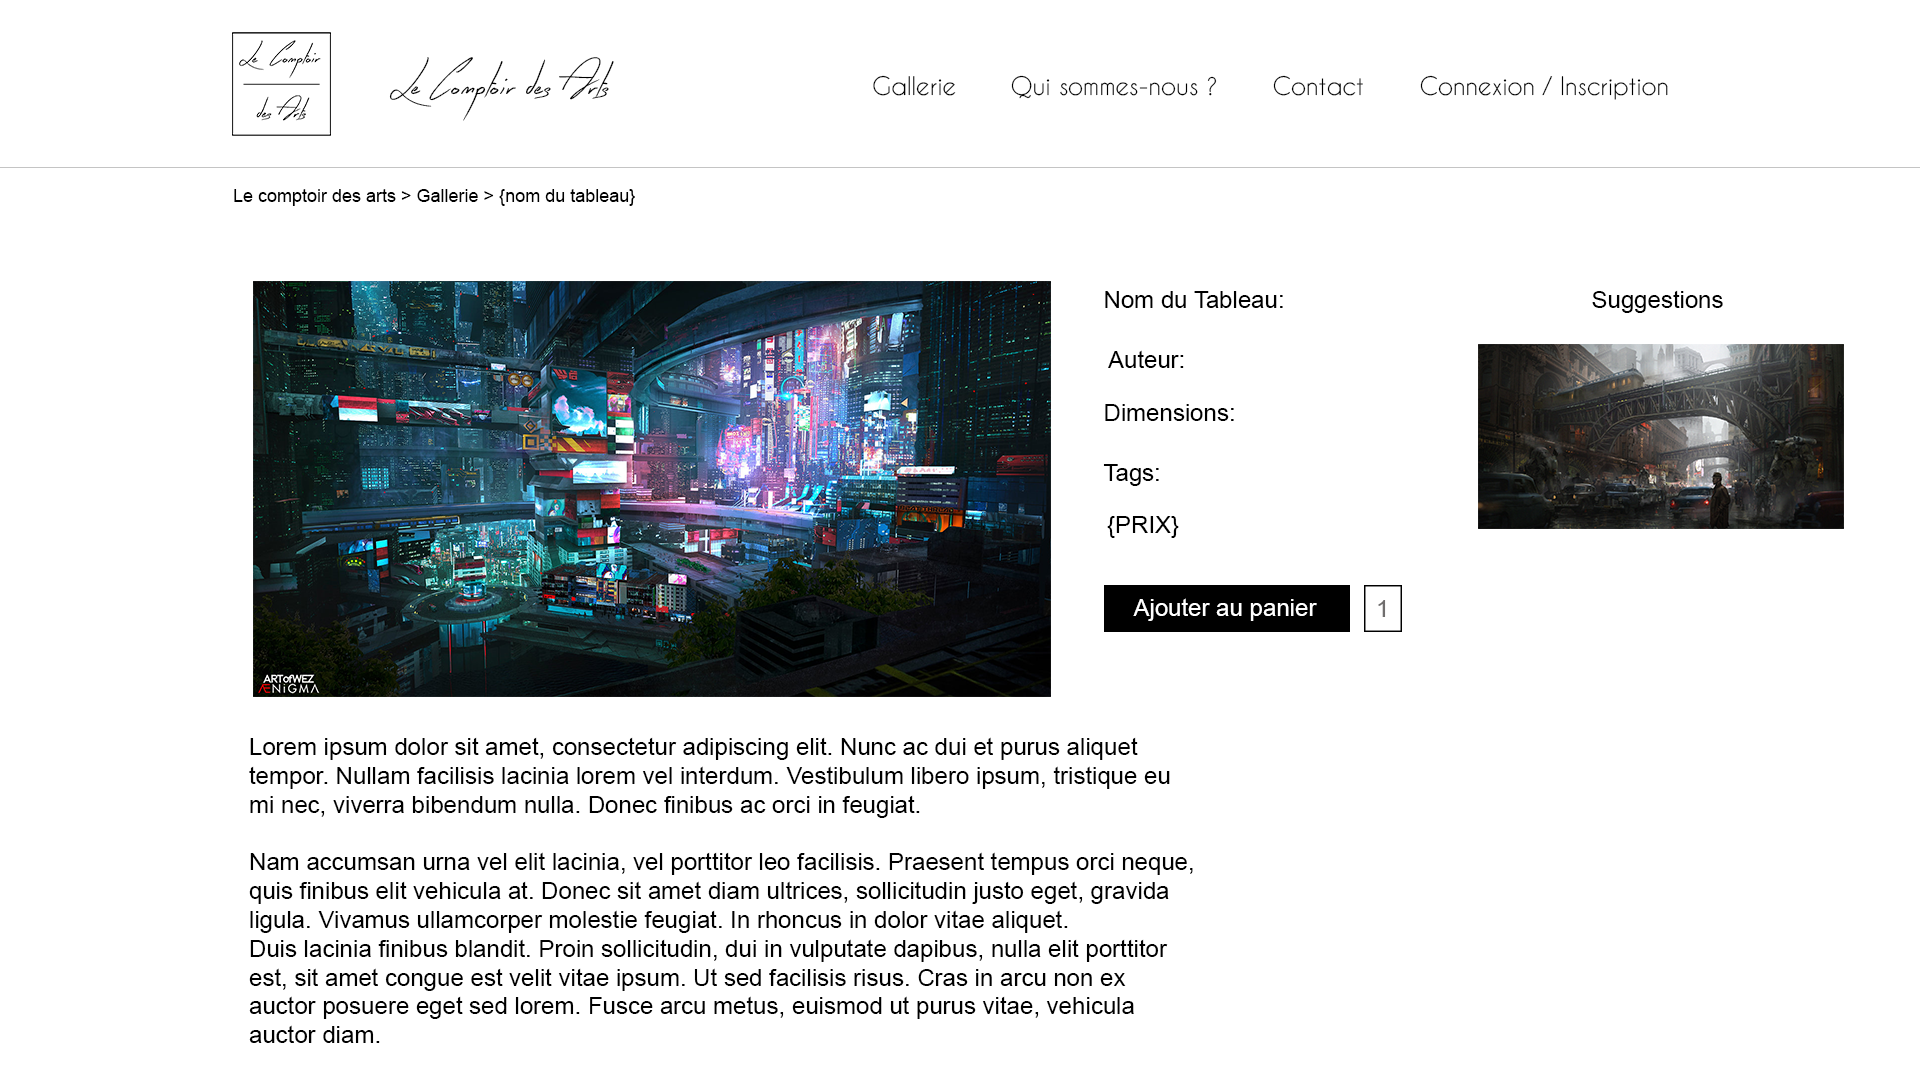 Le Comptoir
des Arts
Le Comptoir des Arts
Gallerie
Qui sommes-nous ?
Contact
Connexion / Inscription
Le comptoir des arts > Gallerie > {nom du tableau}
ARTofWEZ
ÆNiGMA
Nom du Tableau:
Auteur:
Dimensions:
Tags:
{PRIX}
Ajouter au panier
1
Suggestions
Lorem ipsum dolor sit amet, consectetur adipiscing elit. Nunc ac dui et purus aliquet
tempor. Nullam facilisis lacinia lorem vel interdum. Vestibulum libero ipsum, tristique eu
mi nec, viverra bibendum nulla. Donec finibus ac orci in feugiat.
Nam accumsan urna vel elit lacinia, vel porttitor leo facilisis. Praesent tempus orci neque,
quis finibus elit vehicula at. Donec sit amet diam ultrices, sollicitudin justo eget, gravida
ligula. Vivamus ullamcorper molestie feugiat. In rhoncus in dolor vitae aliquet.
Duis lacinia finibus blandit. Proin sollicitudin, dui in vulputate dapibus, nulla elit porttitor
est, sit amet congue est velit vitae ipsum. Ut sed facilisis risus. Cras in arcu non ex
auctor posuere eget sed lorem. Fusce arcu metus, euismod ut purus vitae, vehicula
auctor diam.